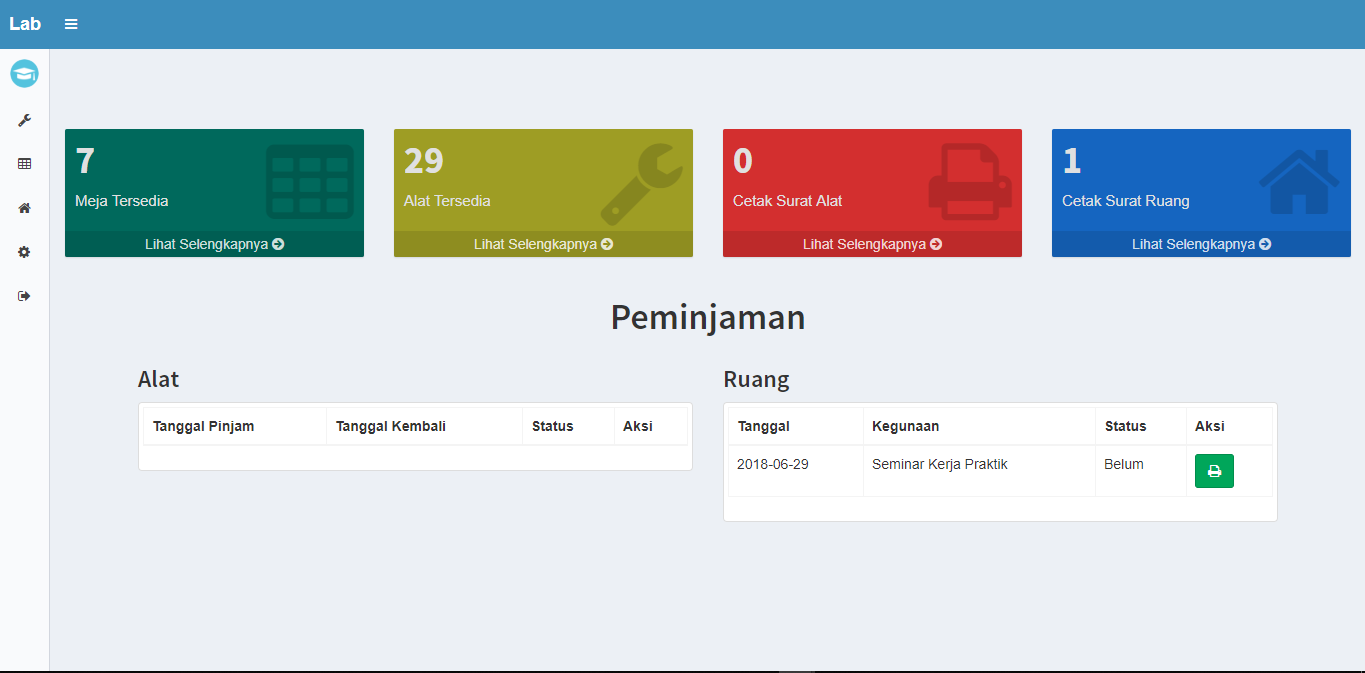 Lab
7
Meja Tersedia
Lihat Selengkapnya
29
Alat Tersedia
Lihat Selengkapnya
0
Cetak Surat Alat
Lihat Selengkapnya
1
Cetak Surat Ruang
Lihat Selengkapnya
Peminjaman
Alat
Tanggal Pinjam Tanggal Kembali Status Aksi
Ruang
Tanggal Kegunaan Status Aksi
2018-06-29 Seminar Kerja Praktik Belum